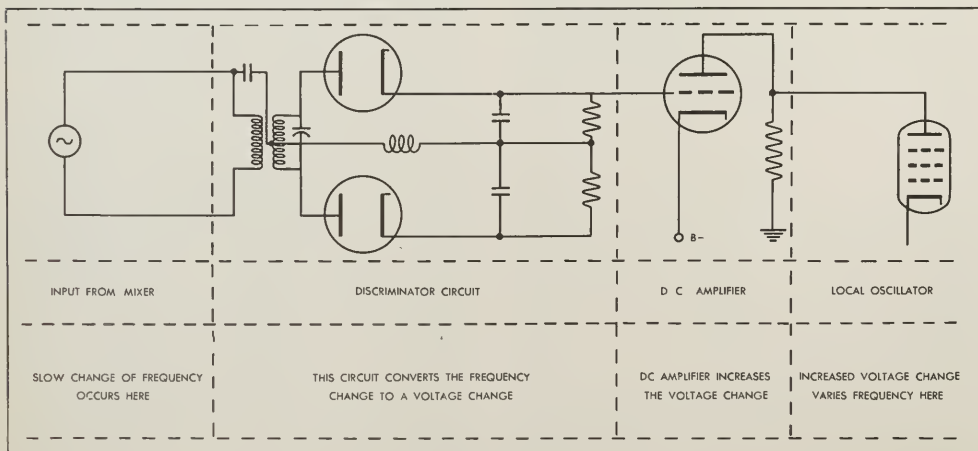 B-
INPUT FROM MIXER
DISCRIMINATOR CIRCUIT
D C AMPLIFIER
LOCAL OSCILLATOR
SLOW CHANGE OF FREQUENCY
OCCURS HERE
THIS CIRCUIT CONVERTS THE FREQUENCY
CHANGE TO A VOLTAGE CHANGE
DC AMPLIFIER INCREASES
THE VOLTAGE CHANGE
INCREASED VOLTAGE CHANGE
VARIES FREQUENCY HERE